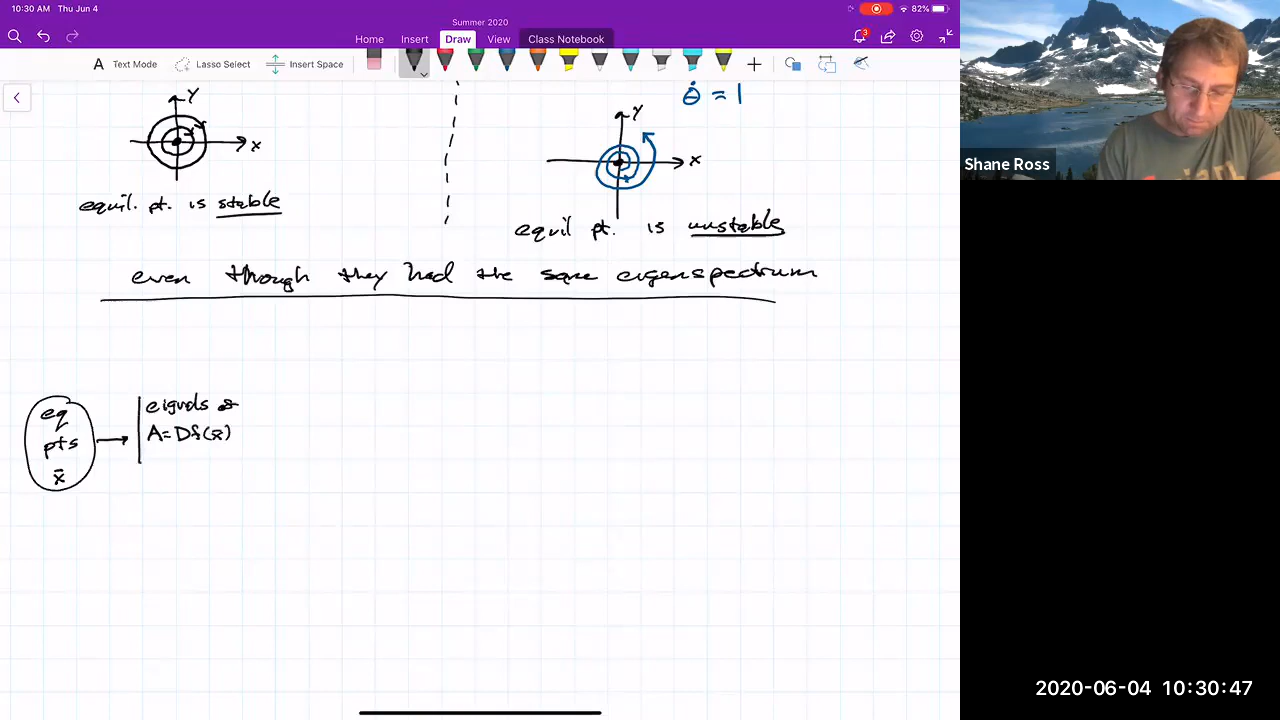 10:30 AM Thu Jun 4
82%
Summer 2020
Home Insert Draw View Class Notebook
3
A Text Mode Lasso Select Insert Space
θ̇ = 1
Y
x
Y
x
equil. pt. is stable
equil pt. is unstable
even though they had the same eigenspectrum
eq
pts
x̄
eigvals of
A=Df(x̄)
Shane Ross
2020-06-04 10:30:47